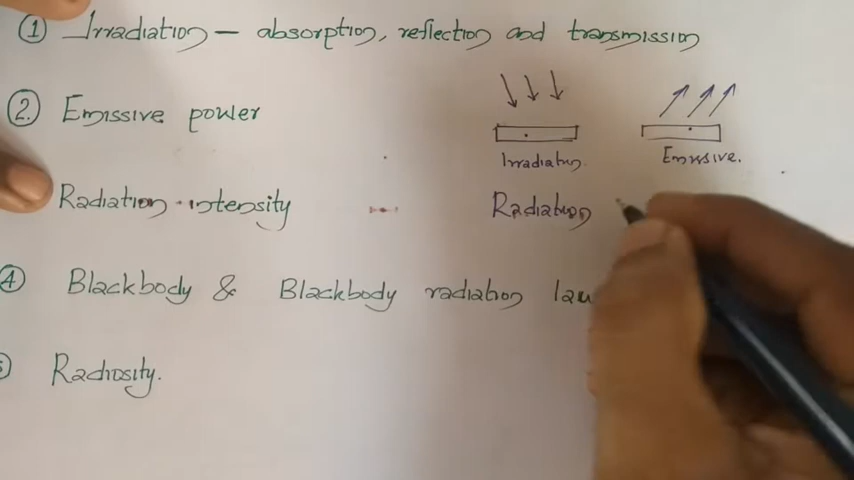 ① Irradiation — absorption, reflection and transmission
② Emissive power
Irradiation. Emissive.
Radiation intensity
Radiation
④ Blackbody & Blackbody radiation law
Radiosity.